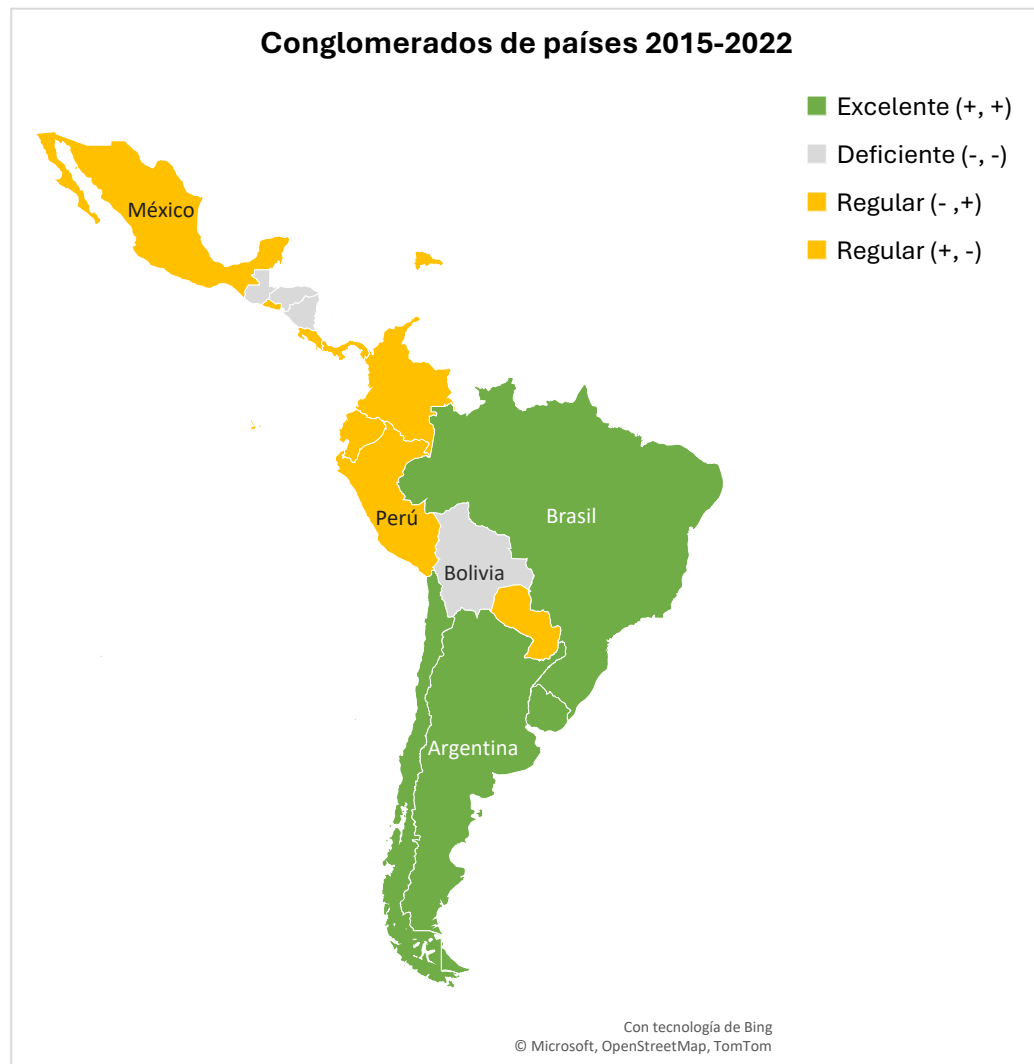 Conglomerados de países 2015-2022
Excelente (+, +)
Deficiente (-, -)
Regular (- ,+)
Regular (+, -)
México
Perú
Brasil
Bolivia
Argentina
Con tecnología de Bing
© Microsoft, OpenStreetMap, TomTom